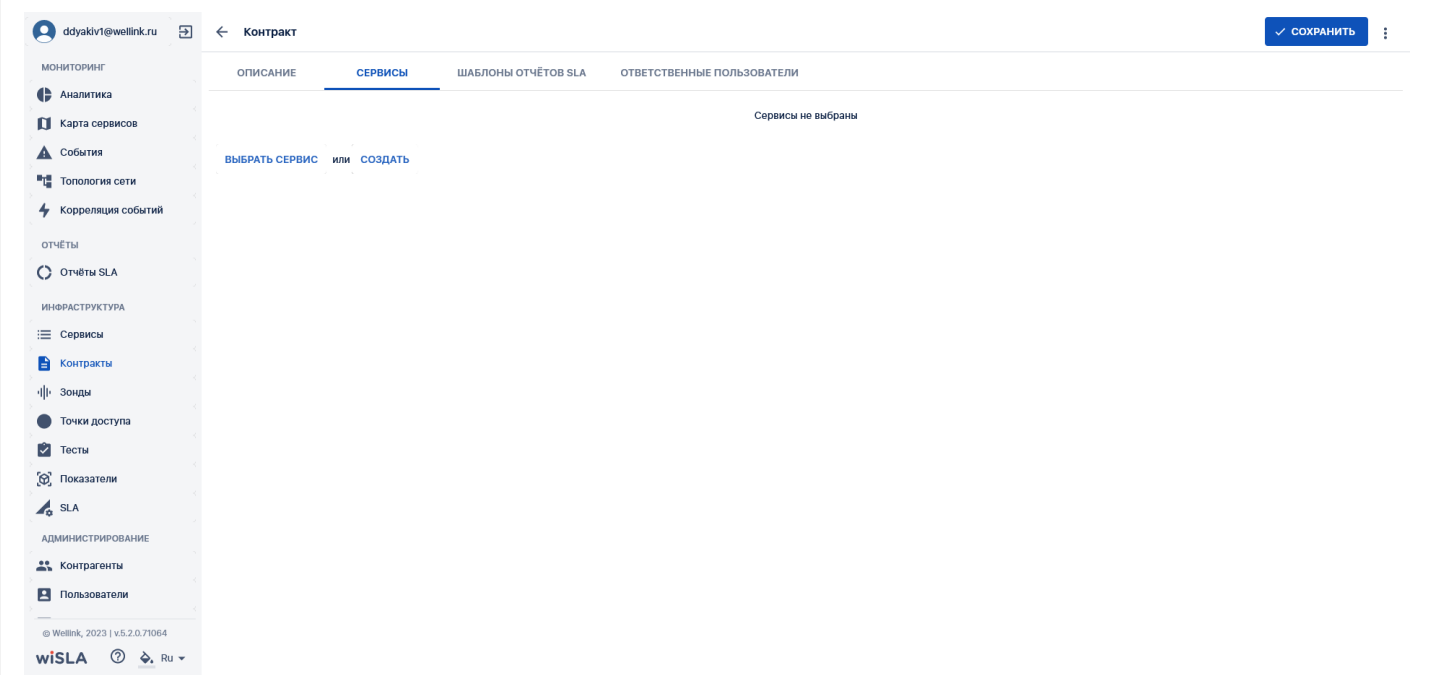 ddyakiv1@wellink.ru
Контракт
СОХРАНИТЬ
МОНИТОРИНГ
Аналитика
Карта сервисов
События
Топология сети
Корреляция событий
ОТЧЁТЫ
Отчёты SLA
ИНФРАСТРУКТУРА
Сервисы
Контракты
Зонды
Точки доступа
Тесты
Показатели
SLA
АДМИНИСТРИРОВАНИЕ
Контрагенты
Пользователи
© Wellink, 2023 | v.5.2.0.71064
wiSLA
Ru
ОПИСАНИЕ СЕРВИСЫ ШАБЛОНЫ ОТЧЁТОВ SLA ОТВЕТСТВЕННЫЕ ПОЛЬЗОВАТЕЛИ
Сервисы не выбраны
ВЫБРАТЬ СЕРВИС или СОЗДАТЬ